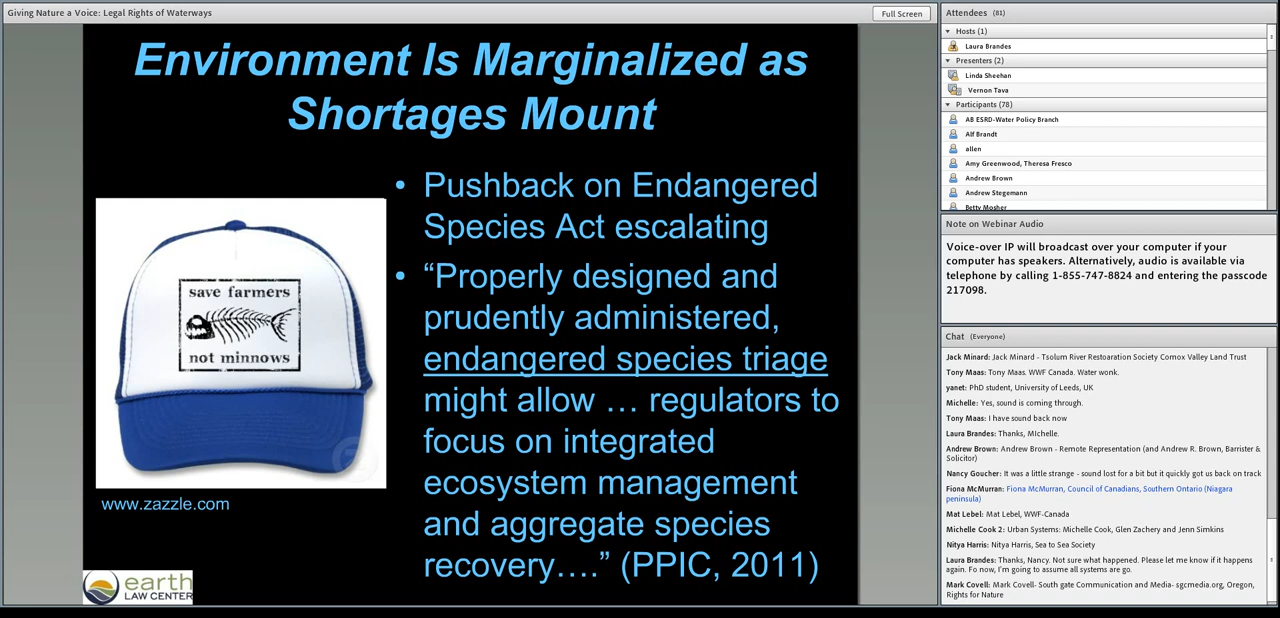 Giving Nature a Voice: Legal Rights of Waterways
Full Screen
Environment Is Marginalized as
Shortages Mount
save farmers
not minnows
www.zazzle.com
• Pushback on Endangered
Species Act escalating
• “Properly designed and
prudently administered,
endangered species triage
might allow … regulators to
focus on integrated
ecosystem management
and aggregate species
recovery….” (PPIC, 2011)
earth
LAW CENTER
Attendees (81)
Hosts (1)
Laura Brandes
Presenters (2)
Linda Sheehan
Vernon Tava
Participants (78)
AB ESRD-Water Policy Branch
Alf Brandt
allen
Amy Greenwood, Theresa Fresco
Andrew Brown
Andrew Stegemann
Betty Mosher
Note on Webinar Audio
Voice-over IP will broadcast over your computer if your
computer has speakers. Alternatively, audio is available via
telephone by calling 1-855-747-8824 and entering the passcode
217098.
Chat (Everyone)
Jack Minard: Jack Minard - Tsolum River Restoaration Society Comox Valley Land Trust
Tony Maas: Tony Maas. WWF Canada. Water wonk.
yanet: PhD student, University of Leeds, UK
Michelle: Yes, sound is coming through.
Tony Maas: I have sound back now
Laura Brandes: Thanks, MIchelle.
Andrew Brown: Andrew Brown - Remote Representation (and Andrew R. Brown, Barrister &
Solicitor)
Nancy Goucher: It was a little strange - sound lost for a bit but it quickly got us back on track
Fiona McMurran: Fiona McMurran, Council of Canadians, Southern Ontario (Niagara
peninsula)
Mat Lebel: Mat Lebel, WWF-Canada
Michelle Cook 2: Urban Systems: Michelle Cook, Glen Zachery and Jenn Simkins
Nitya Harris: Nitya Harris, Sea to Sea Society
Laura Brandes: Thanks, Nancy. Not sure what happened. Please let me know if it happens
again. Fo now, I'm going to assume all systems are go.
Mark Covell: Mark Covell- South gate Communication and Media- sgcmedia.org, Oregon,
Rights for Nature